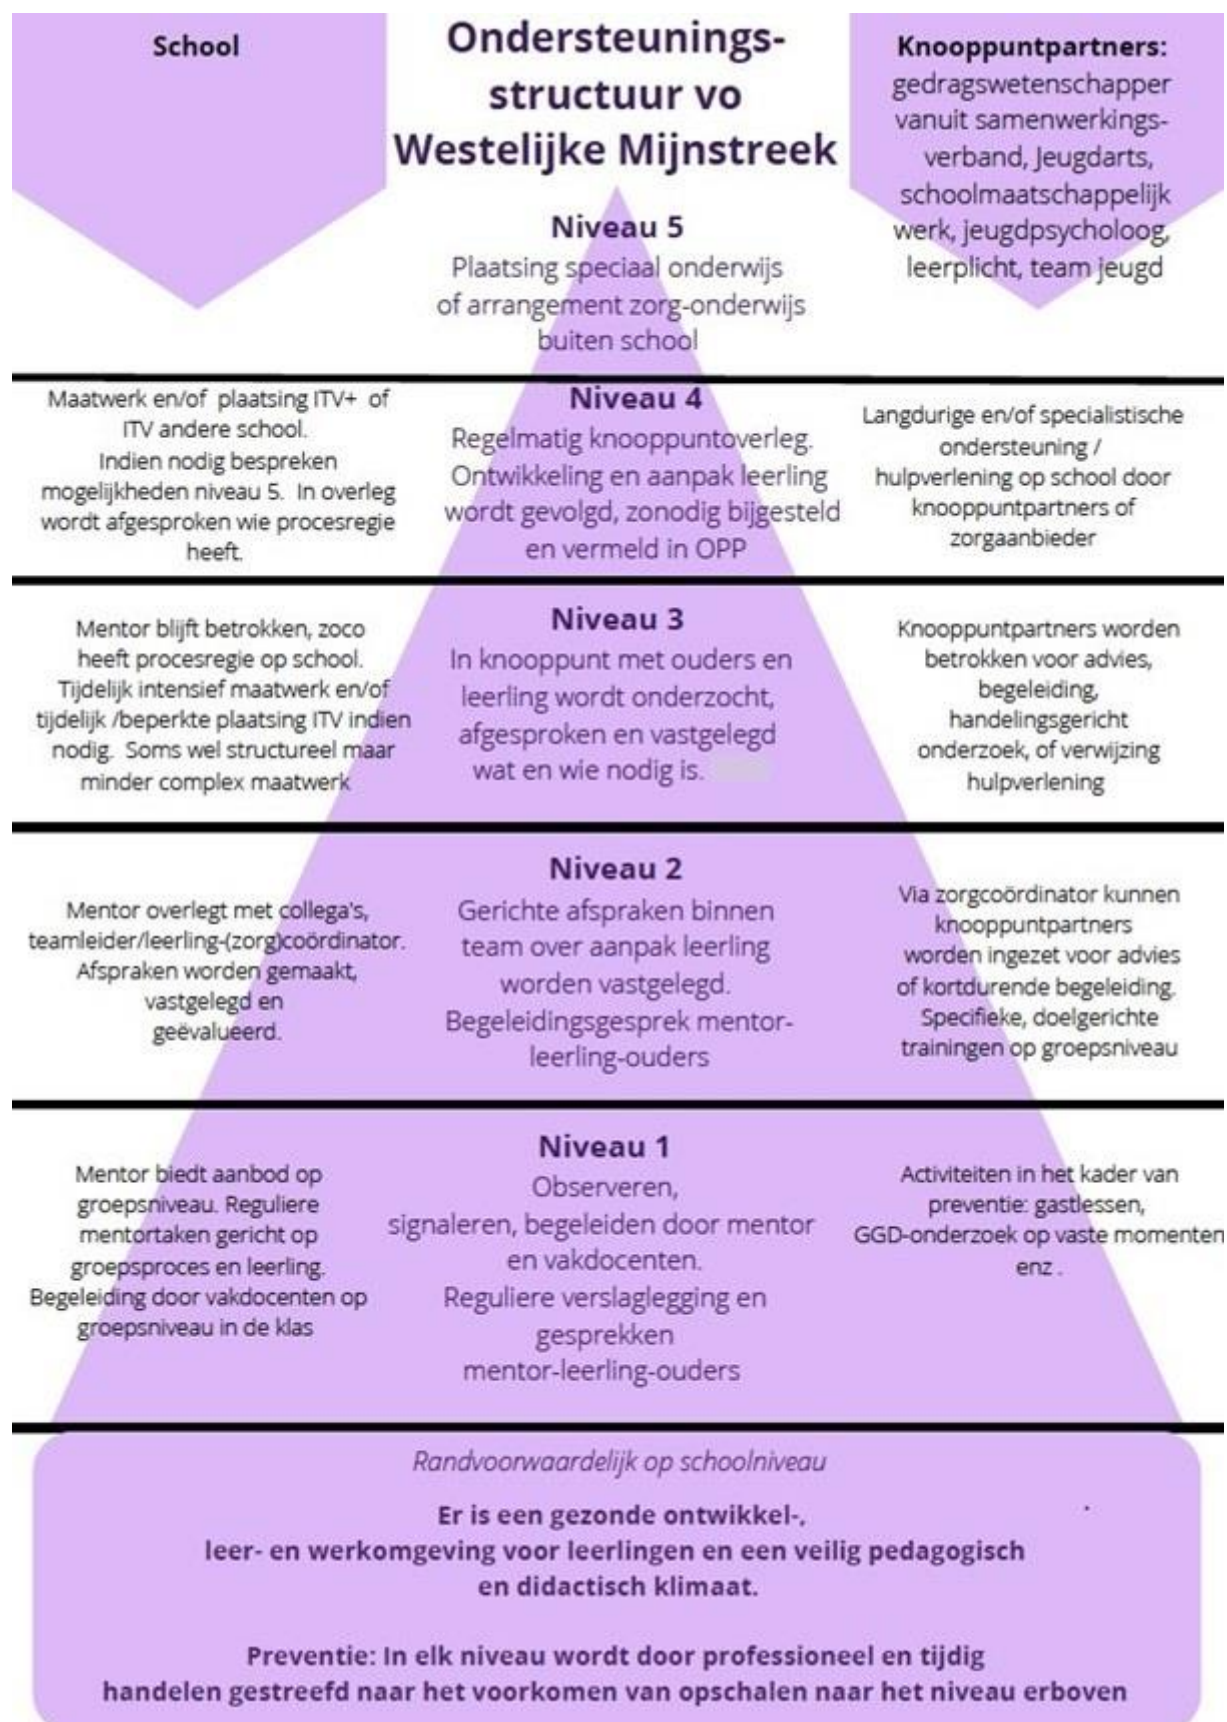 School
Ondersteunings-
structuur vo
Westelijke Mijnstreek
Knooppuntpartners:
gedragswetenschapper
vanuit samenwerkings-
verband, Jeugdarts,
schoolmaatschappelijk
werk, jeugdpsycholoog,
leerplicht, team jeugd
Niveau 5
Plaatsing speciaal onderwijs
of arrangement zorg-onderwijs
buiten school
Maatwerk en/of plaatsing ITV+ of
ITV andere school.
Indien nodig bespreken
mogelijkheden niveau 5. In overleg
wordt afgesproken wie procesregie
heeft.
Niveau 4
Regelmatig knooppuntoverleg.
Ontwikkeling en aanpak leerling
wordt gevolgd, zonodig bijgesteld
en vermeld in OPP
Langdurige en/of specialistische
ondersteuning /
hulpverlening op school door
knooppuntpartners of
zorgaanbieder
Mentor blijft betrokken, zoco
heeft procesregie op school.
Tijdelijk intensief maatwerk en/of
tijdelijk /beperkte plaatsing ITV indien
nodig. Soms wel structureel maar
minder complex maatwerk
Niveau 3
In knooppunt met ouders en
leerling wordt onderzocht,
afgesproken en vastgelegd
wat en wie nodig is.
Knooppuntpartners worden
betrokken voor advies,
begeleiding,
handelingsgericht
onderzoek, of verwijzing
hulpverlening
Mentor overlegt met collega's,
teamleider/leerling-(zorg)coördinator.
Afspraken worden gemaakt,
vastgelegd en
geëvalueerd.
Niveau 2
Gerichte afspraken binnen
team over aanpak leerling
worden vastgelegd.
Begeleidingsgesprek mentor-
leerling-ouders
Via zorgcoördinator kunnen
knooppuntpartners
worden ingezet voor advies
of kortdurende begeleiding.
Specifieke, doelgerichte
trainingen op groepsniveau
Mentor biedt aanbod op
groepsniveau. Reguliere
mentortaken gericht op
groepsproces en leerling.
Begeleiding door vakdocenten op
groepsniveau in de klas
Niveau 1
Observeren,
signaleren, begeleiden door mentor
en vakdocenten.
Reguliere verslaglegging en
gesprekken
mentor-leerling-ouders
Activiteiten in het kader van
preventie: gastlessen,
GGD-onderzoek op vaste momenten
enz .
Randvoorwaardelijk op schoolniveau
Er is een gezonde ontwikkel-,
leer- en werkomgeving voor leerlingen en een veilig pedagogisch
en didactisch klimaat.
Preventie: In elk niveau wordt door professioneel en tijdig
handelen gestreefd naar het voorkomen van opschalen naar het niveau erboven